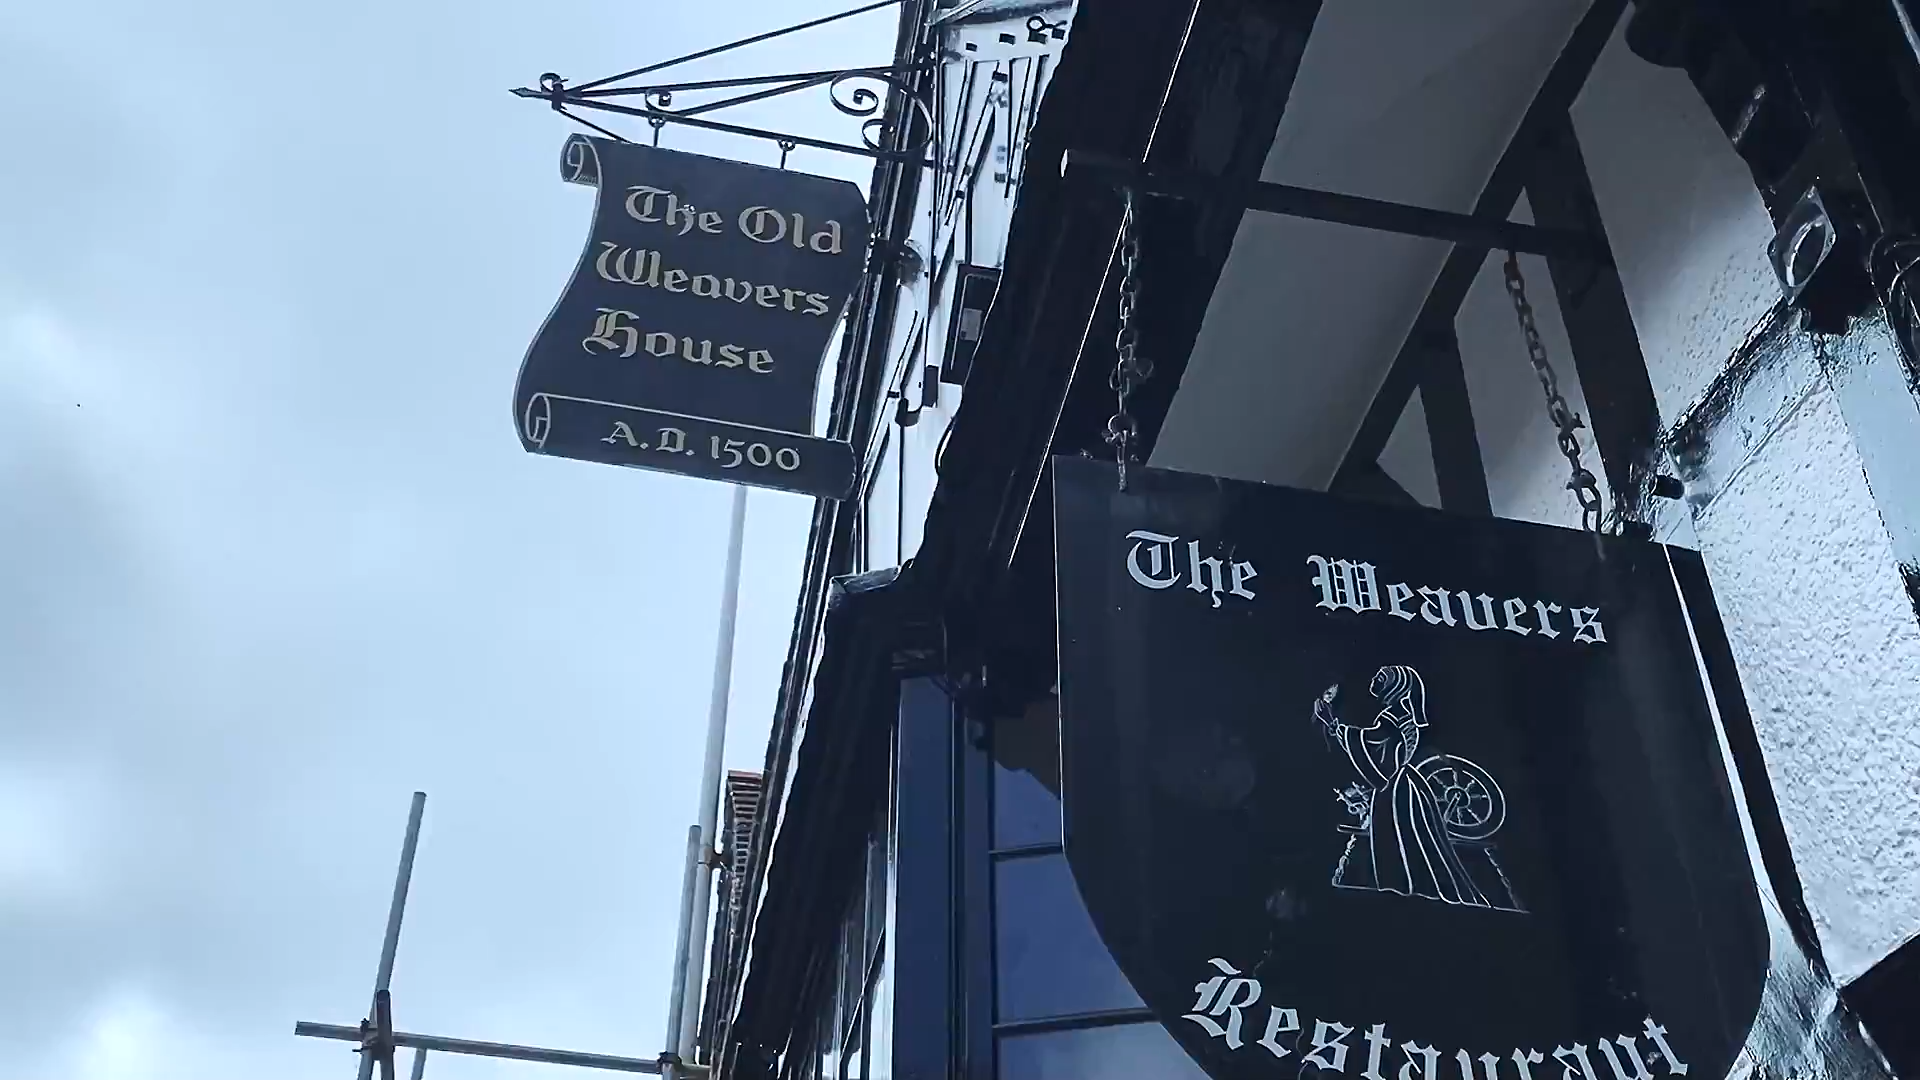 The Old
Weavers
House
A.D. 1500
The Weavers
Restaurant